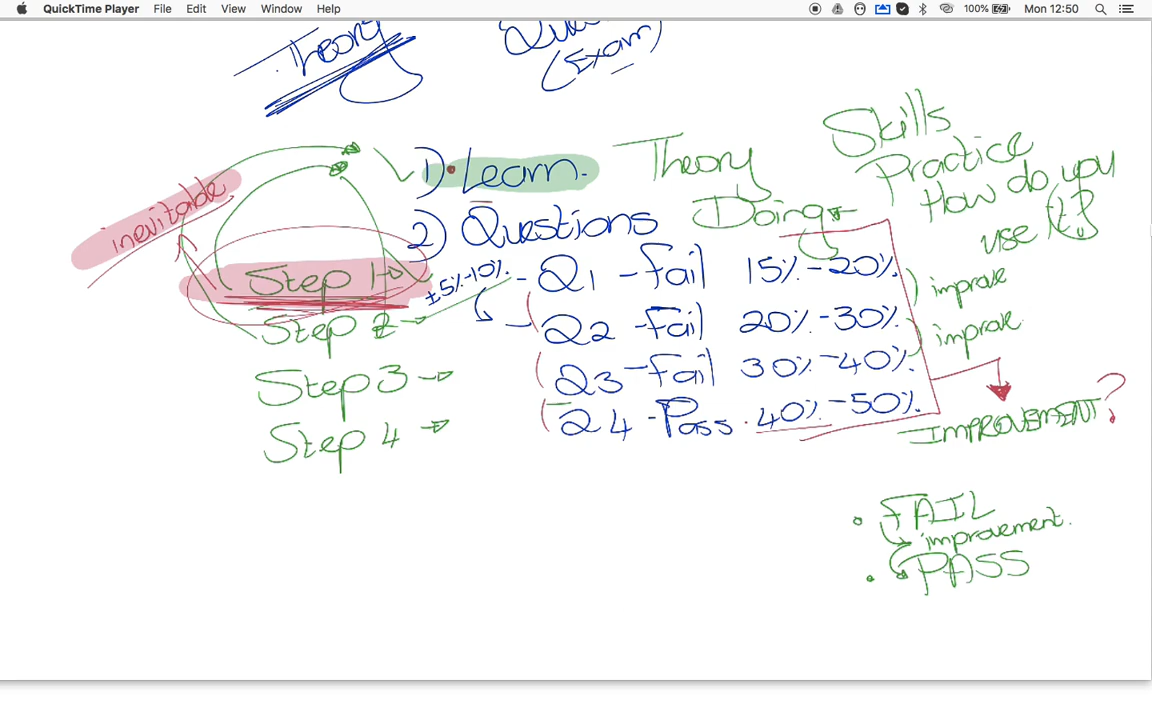 QuickTime Player File Edit View Window Help 100% Mon 12:50
Theory
(Exam)
1) Learn.
Theory
Doing
Skills
Practice
How do you
use it?
inevitable
2) Questions
Step 1
±5%-10%.
- Q1 - fail 15% - 20%.
improve
Step 2
- Q2 - fail 20% - 30%.
improve.
Step 3
Q3 - fail 30% - 40%.
Step 4
Q4 - Pass. 40% - 50%.
IMPROVEMENT?
• FAIL
improvement.
• PASS